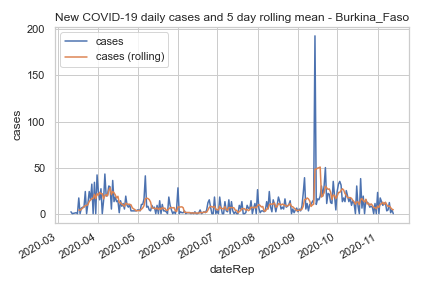 New COVID-19 daily cases and 5 day rolling mean - Burkina_Faso
cases
cases (rolling)
200
150
100
50
0
cases
2020-03
2020-04
2020-05
2020-06
2020-07
2020-08
2020-09
2020-10
2020-11
dateRep